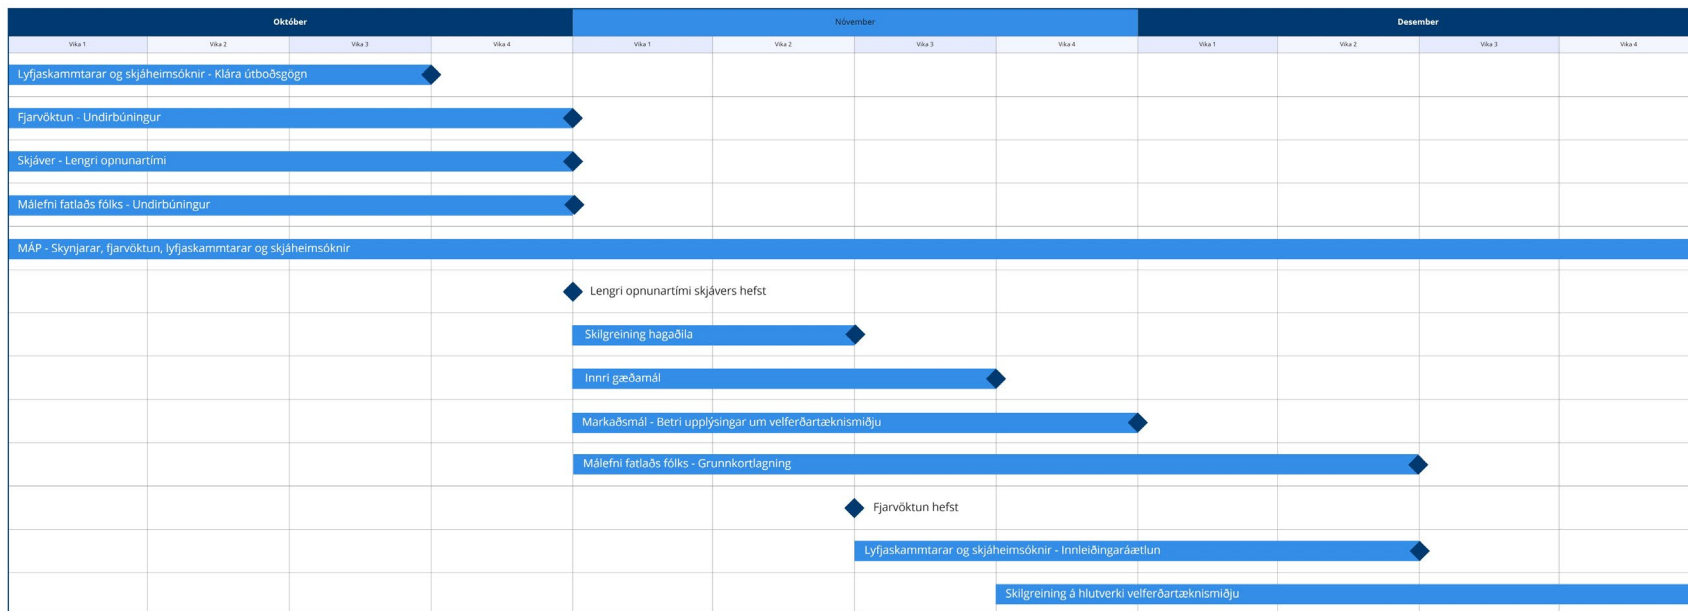 Október Nóvember Desember
Vika 1 Vika 2 Vika 3 Vika 4 Vika 1 Vika 2 Vika 3 Vika 4 Vika 1 Vika 2 Vika 3 Vika 4
Lyfjaskammtarar og skjáheimsóknir - Klára útboðsgögn
Fjarvöktun - Undirbúningur
Skjáver - Lengri opnunartími
Málefni fatlaðs fólks - Undirbúningur
MÁP - Skynjarar, fjarvöktun, lyfjaskammtarar og skjáheimsóknir
Lengri opnunartími skjávers hefst
Skilgreining hagaðila
Innri gæðamál
Markaðsmál - Betri upplýsingar um velferðartæknismiðju
Málefni fatlaðs fólks - Grunnkortlagning
Fjarvöktun hefst
Lyfjaskammtarar og skjáheimsóknir - Innleiðingaráætlun
Skilgreining á hlutverki velferðartæknismiðju